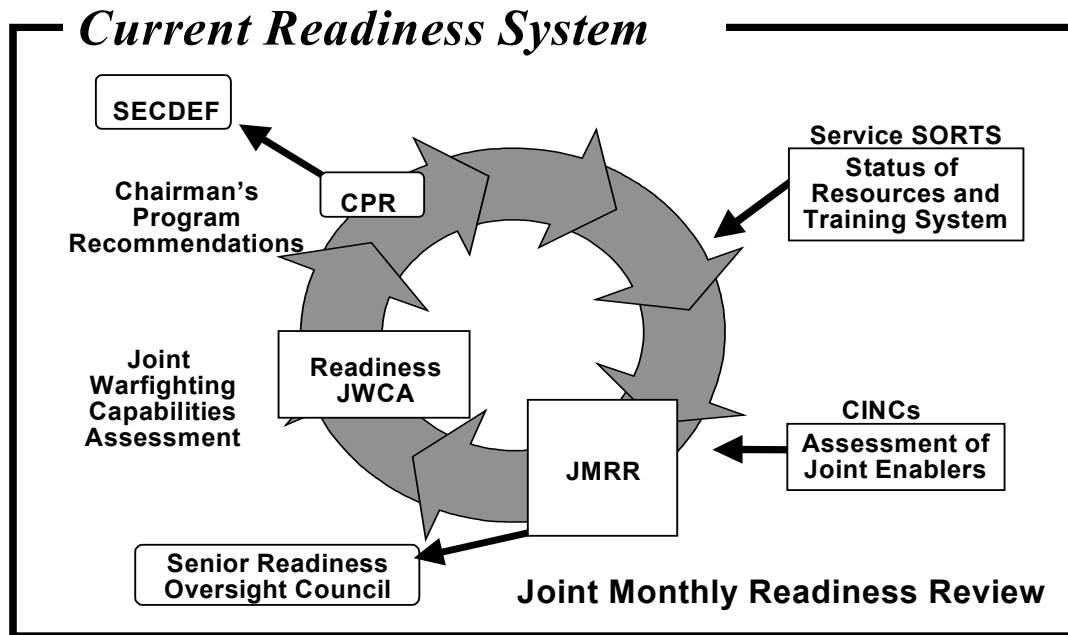 Current Readiness System
SECDEF
Service SORTS
Status of
Resources and
Training System
CPR
Chairman's
Program
Recommendations
Joint
Warfighting
Capabilities
Assessment
Readiness
JWCA
CINCs
Assessment of
Joint Enablers
JMRR
Senior Readiness
Oversight Council
Joint Monthly Readiness Review